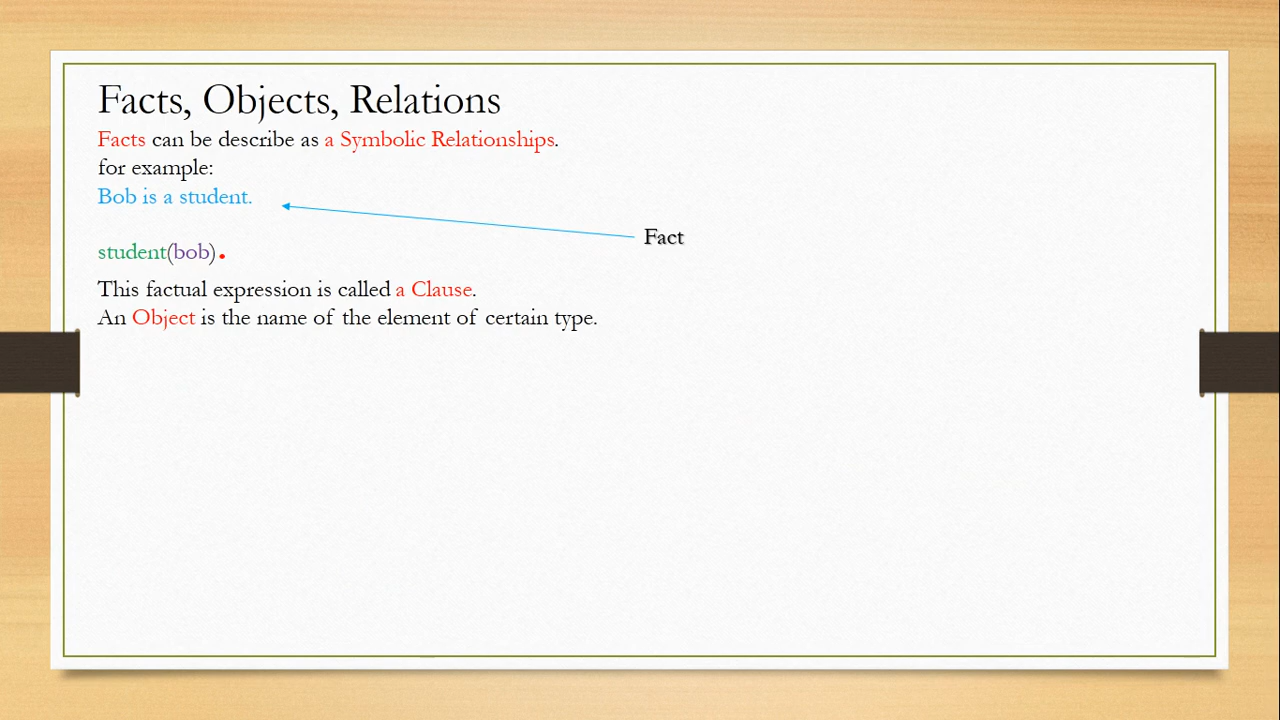 Facts, Objects, Relations
Facts can be describe as a Symbolic Relationships.
for example:
Bob is a student.
Fact
student(bob).
This factual expression is called a Clause.
An Object is the name of the element of certain type.